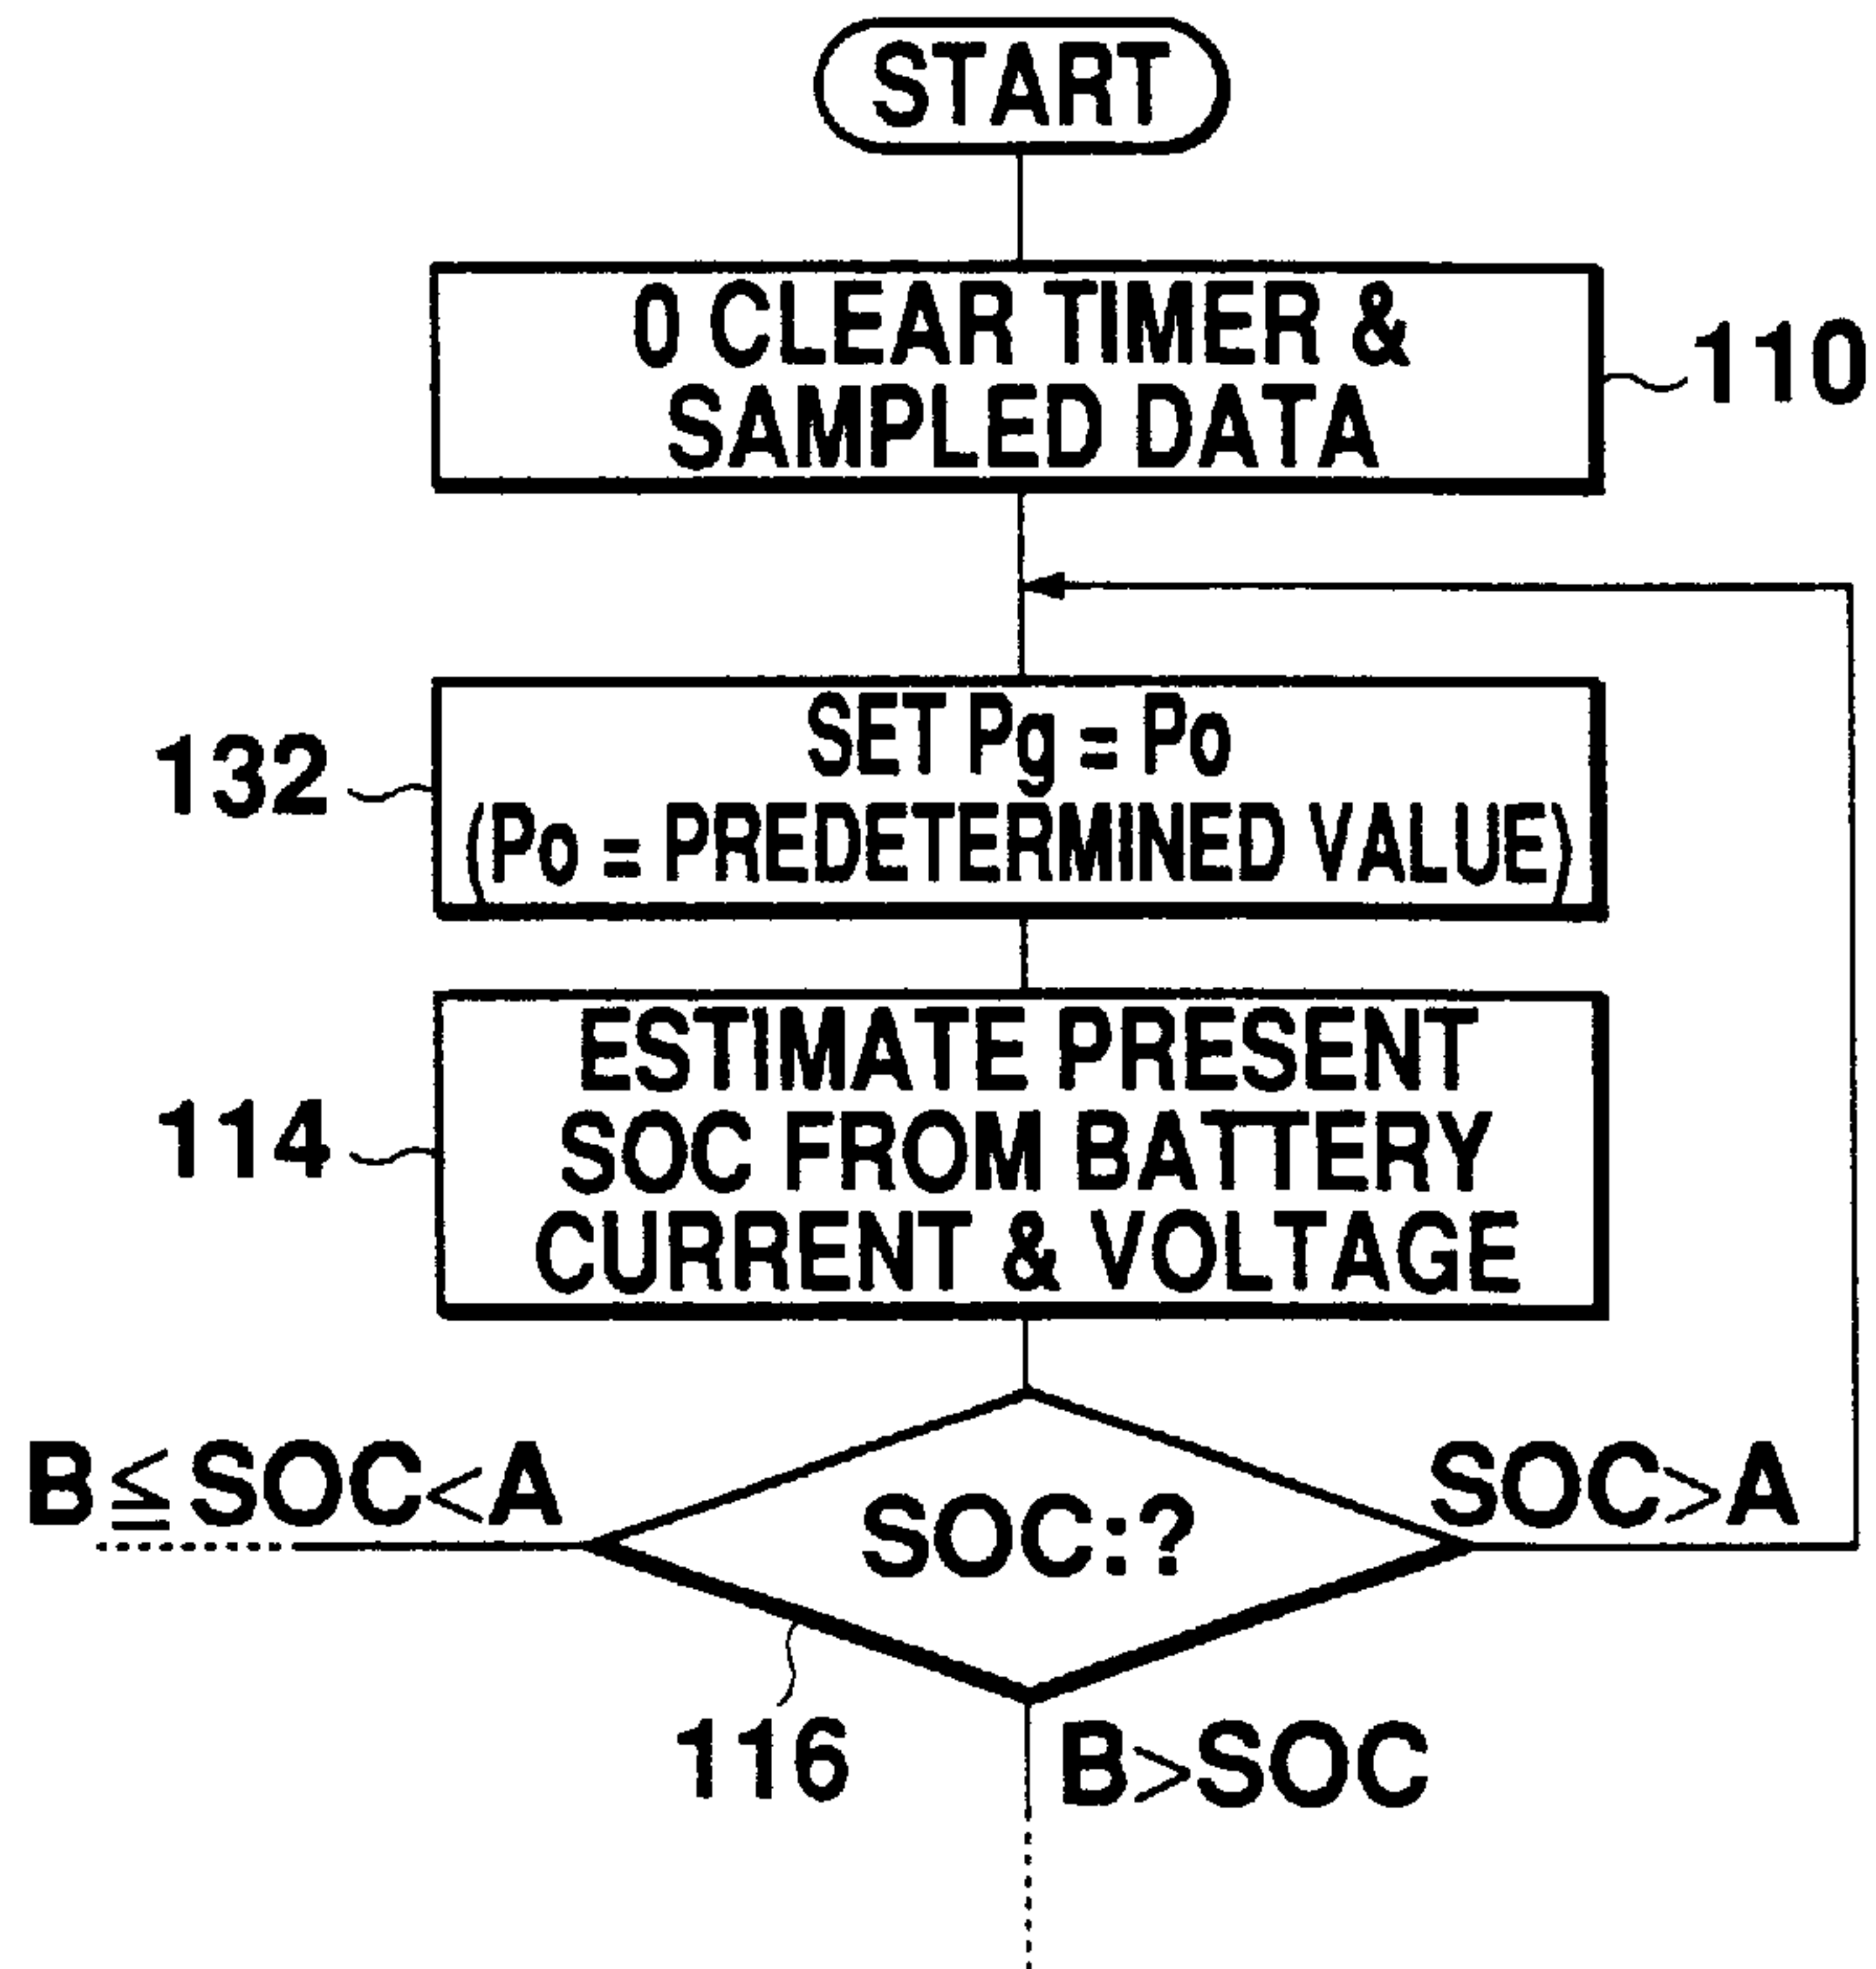 START
0 CLEAR TIMER &
SAMPLED DATA
110
SET Pg = Po
(Po = PREDETERMINED VALUE)
132
ESTIMATE PRESENT
SOC FROM BATTERY
CURRENT & VOLTAGE
114
B≦SOC<A
SOC:?
SOC>A
116
B>SOC